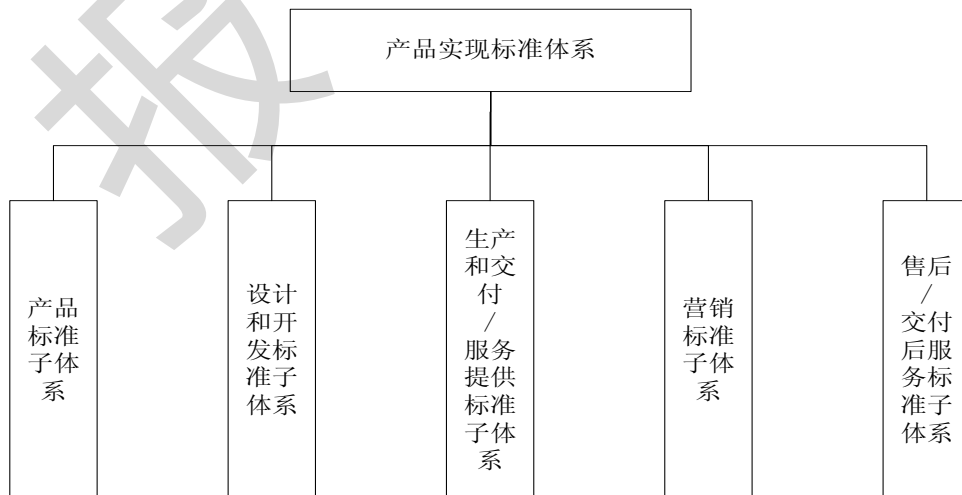 报
产品实现标准体系
产品
标准
子体
系
设计
和开
发标
准子
体系
生产
和交
付
/
服务
提供
标准
子体
系
营销
标准
子体
系
售后
/
交付
后服
务标
准子
体系